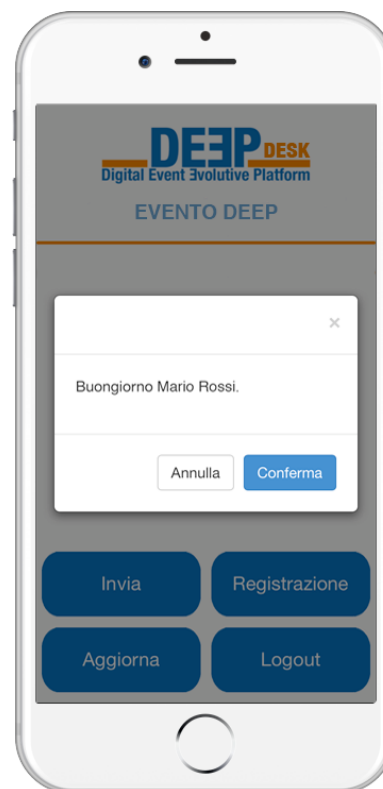 DEEP DESK
Digital Event Evolutive Platform
EVENTO DEEP
×
Buongiorno Mario Rossi.
Annulla
Conferma
Invia
Registrazione
Aggiorna
Logout